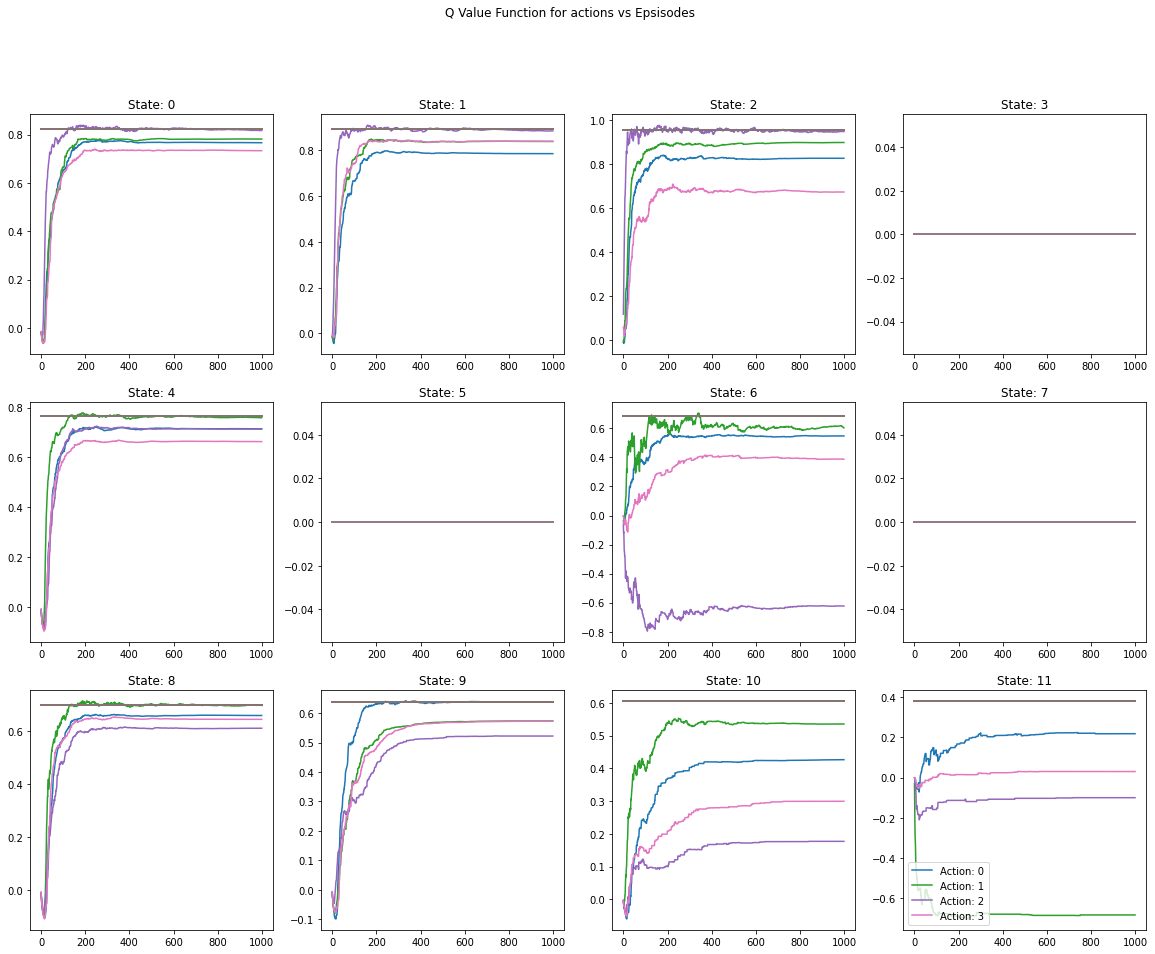 Q Value Function for actions vs Epsisodes
State: 0 State: 1 State: 2 State: 3
0.8 0.6 0.4 0.2 0.0
0 200 400 600 800 1000
0.8 0.6 0.4 0.2 0.0
0 200 400 600 800 1000
1.0 0.8 0.6 0.4 0.2 0.0
0 200 400 600 800 1000
0.04 0.02 0.00 −0.02 −0.04
0 200 400 600 800 1000
State: 4 State: 5 State: 6 State: 7
0.8 0.6 0.4 0.2 0.0
0 200 400 600 800 1000
0.04 0.02 0.00 −0.02 −0.04
0 200 400 600 800 1000
0.6 0.4 0.2 0.0 −0.2 −0.4 −0.6 −0.8
0 200 400 600 800 1000
0.04 0.02 0.00 −0.02 −0.04
0 200 400 600 800 1000
State: 8 State: 9 State: 10 State: 11
0.6 0.4 0.2 0.0
0 200 400 600 800 1000
0.6 0.5 0.4 0.3 0.2 0.1 0.0 −0.1
0 200 400 600 800 1000
0.6 0.5 0.4 0.3 0.2 0.1 0.0
0 200 400 600 800 1000
0.4 0.2 0.0 −0.2 −0.4 −0.6
0 200 400 600 800 1000
Action: 0
Action: 1
Action: 2
Action: 3